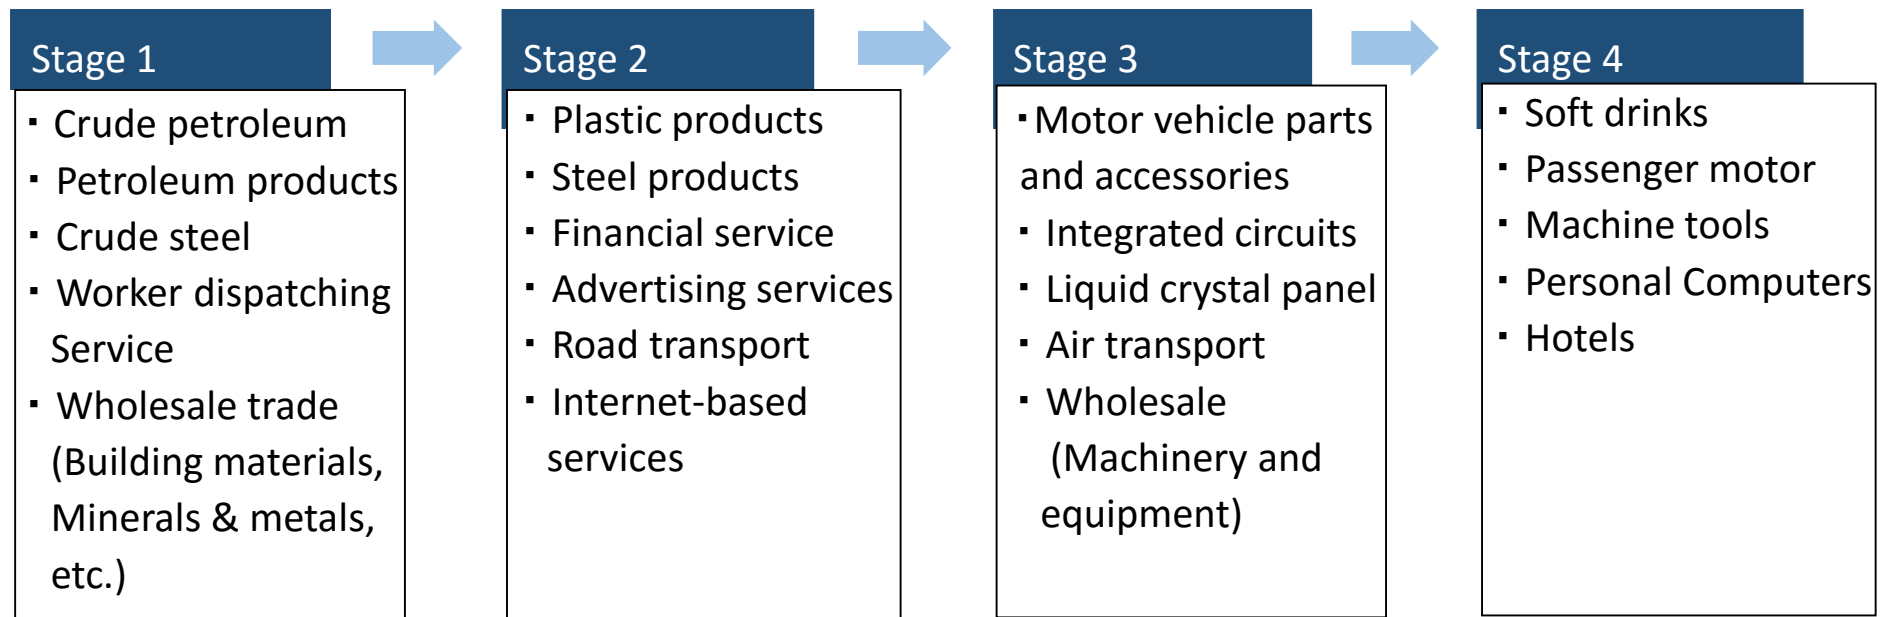 Stage 1
・Crude petroleum
・Petroleum products
・Crude steel
・Worker dispatching
Service
・Wholesale trade
(Building materials,
Minerals & metals,
etc.)
Stage 2
・Plastic products
・Steel products
・Financial service
・Advertising services
・Road transport
・Internet-based
services
Stage 3
・Motor vehicle parts
and accessories
・Integrated circuits
・Liquid crystal panel
・Air transport
・Wholesale
(Machinery and
equipment)
Stage 4
・Soft drinks
・Passenger motor
・Machine tools
・Personal Computers
・Hotels